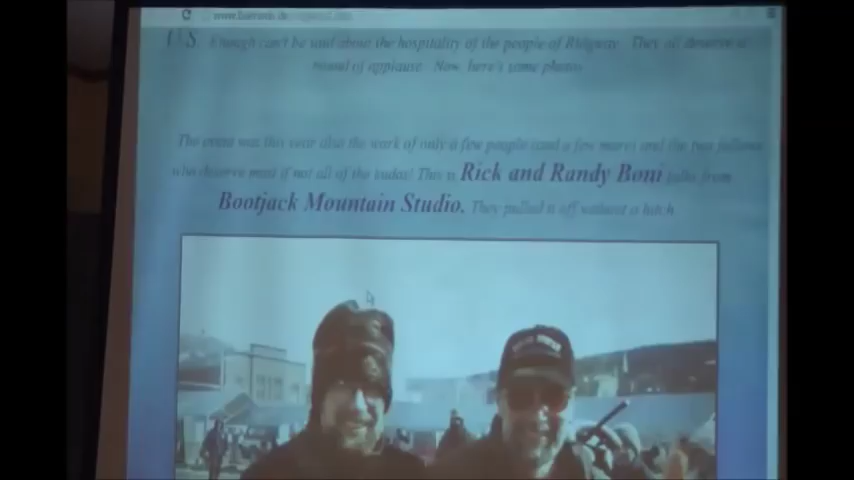 U S. Enough can't be said about the hospitality of the people of Ridgway. They all deserve a
round of applause. Now, here's some photos
The event was this year also the work of only a few people (and a few more) and the two fellows
who deserve most if not all of the kudos! This is Rick and Randy Boni from
Bootjack Mountain Studio. They pulled it off without a hitch